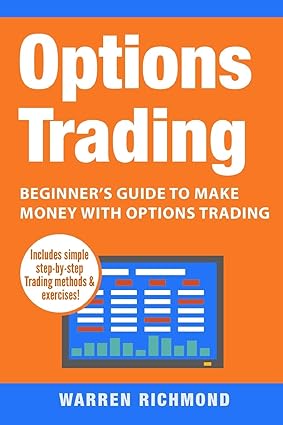 Options
Trading
BEGINNER'S GUIDE TO MAKE
MONEY WITH OPTIONS TRADING
Includes simple
step-by-step
Trading methods &
exercises!
WARREN RICHMOND